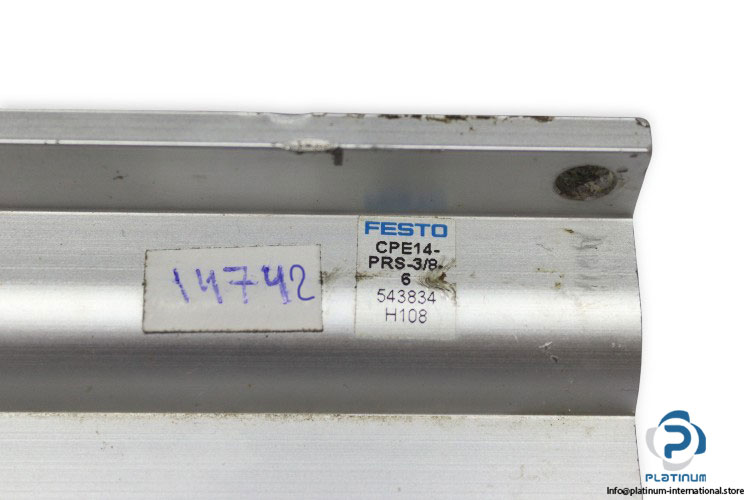 FESTO
CPE14-
PRS-3/8-
6
543834
H108
14742
PLATINUM
Info@platinum-international.store